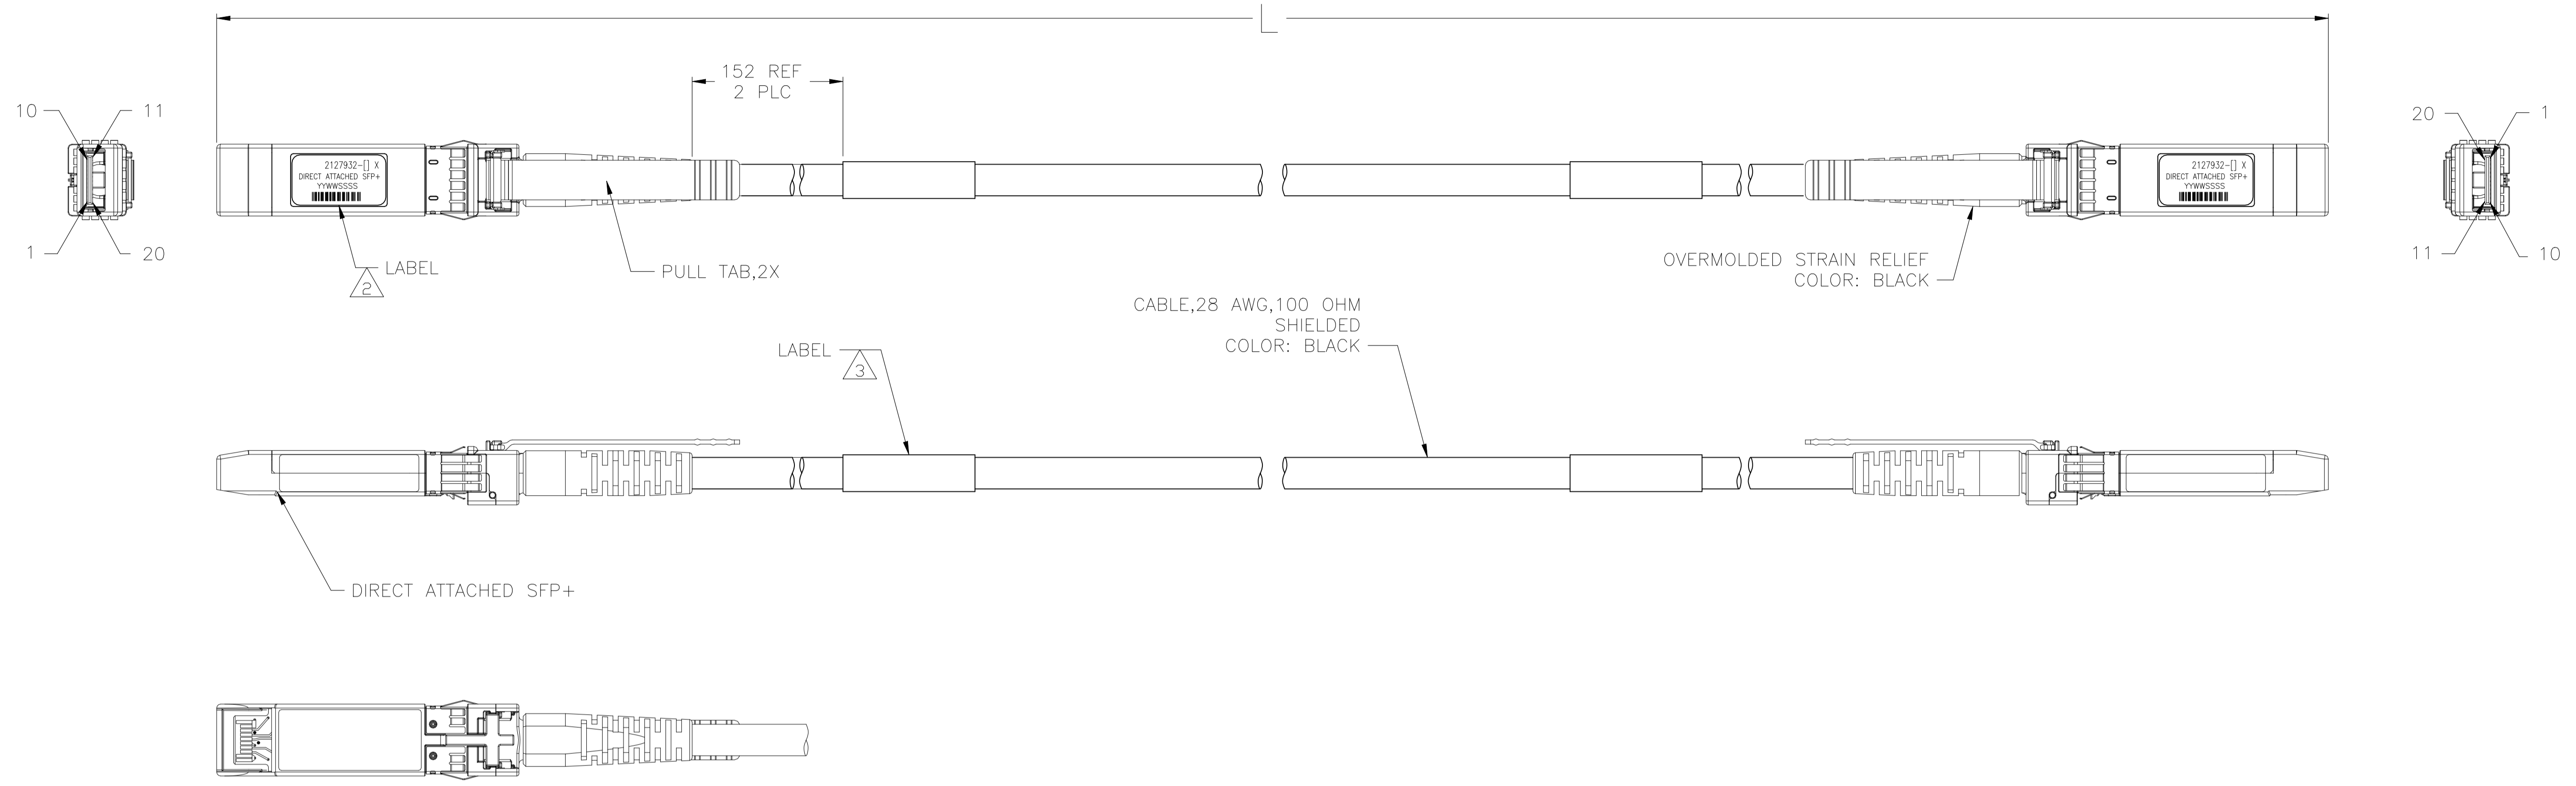 L
152 REF
2 PLC
10
11
20
1
2127932-[] X
DIRECT ATTACHED SFP+
YYWWSSSS
2127932-[] X
DIRECT ATTACHED SFP+
YYWWSSSS
1
20
11
10
LABEL
2
PULL TAB,2X
OVERMOLDED STRAIN RELIEF
COLOR: BLACK
CABLE,28 AWG,100 OHM
SHIELDED
COLOR: BLACK
LABEL
3
DIRECT ATTACHED SFP+